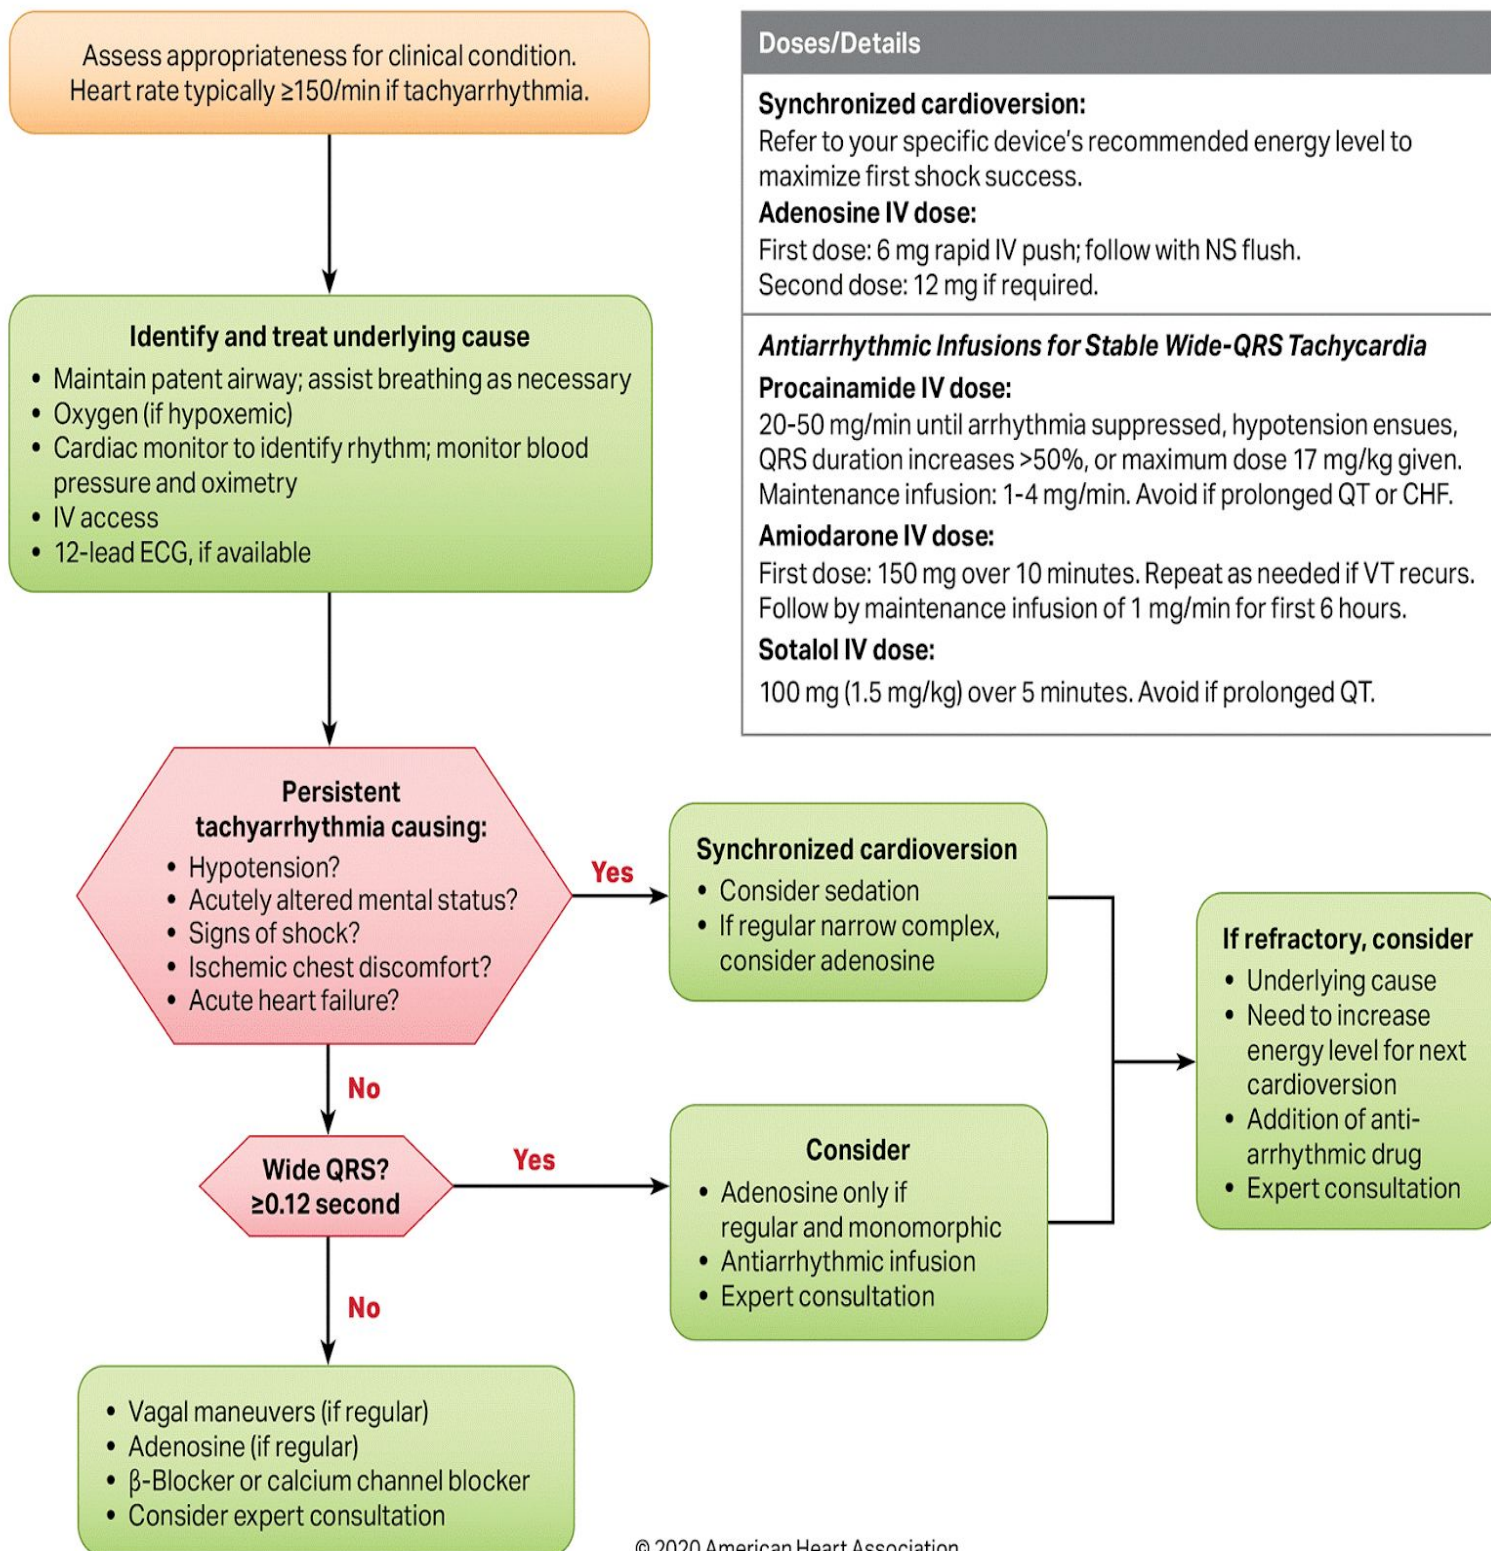 Assess appropriateness for clinical condition.
Heart rate typically ≥150/min if tachyarrhythmia.
Identify and treat underlying cause
• Maintain patent airway; assist breathing as necessary
• Oxygen (if hypoxemic)
• Cardiac monitor to identify rhythm; monitor blood
pressure and oximetry
• IV access
• 12-lead ECG, if available
Persistent
tachyarrhythmia causing:
• Hypotension?
• Acutely altered mental status?
• Signs of shock?
• Ischemic chest discomfort?
• Acute heart failure?
Yes
Synchronized cardioversion
• Consider sedation
• If regular narrow complex,
consider adenosine
No
Wide QRS?
≥0.12 second
Yes
Consider
• Adenosine only if
regular and monomorphic
• Antiarrhythmic infusion
• Expert consultation
If refractory, consider
• Underlying cause
• Need to increase
energy level for next
cardioversion
• Addition of anti-
arrhythmic drug
• Expert consultation
No
• Vagal maneuvers (if regular)
• Adenosine (if regular)
• β-Blocker or calcium channel blocker
• Consider expert consultation
Doses/Details
Synchronized cardioversion:
Refer to your specific device's recommended energy level to
maximize first shock success.
Adenosine IV dose:
First dose: 6 mg rapid IV push; follow with NS flush.
Second dose: 12 mg if required.
Antiarrhythmic Infusions for Stable Wide-QRS Tachycardia
Procainamide IV dose:
20-50 mg/min until arrhythmia suppressed, hypotension ensues,
QRS duration increases >50%, or maximum dose 17 mg/kg given.
Maintenance infusion: 1-4 mg/min. Avoid if prolonged QT or CHF.
Amiodarone IV dose:
First dose: 150 mg over 10 minutes. Repeat as needed if VT recurs.
Follow by maintenance infusion of 1 mg/min for first 6 hours.
Sotalol IV dose:
100 mg (1.5 mg/kg) over 5 minutes. Avoid if prolonged QT.
© 2020 American Heart Association